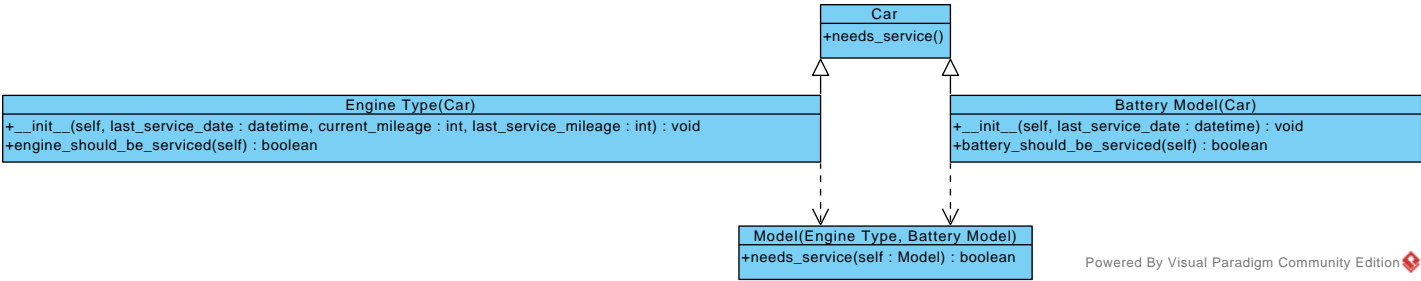 Car
+needs_service()
Engine Type(Car)
+__init__(self, last_service_date : datetime, current_mileage : int, last_service_mileage : int) : void
+engine_should_be_serviced(self) : boolean
Battery Model(Car)
+__init__(self, last_service_date : datetime) : void
+battery_should_be_serviced(self) : boolean
Model(Engine Type, Battery Model)
+needs_service(self : Model) : boolean
Powered By Visual Paradigm Community Edition